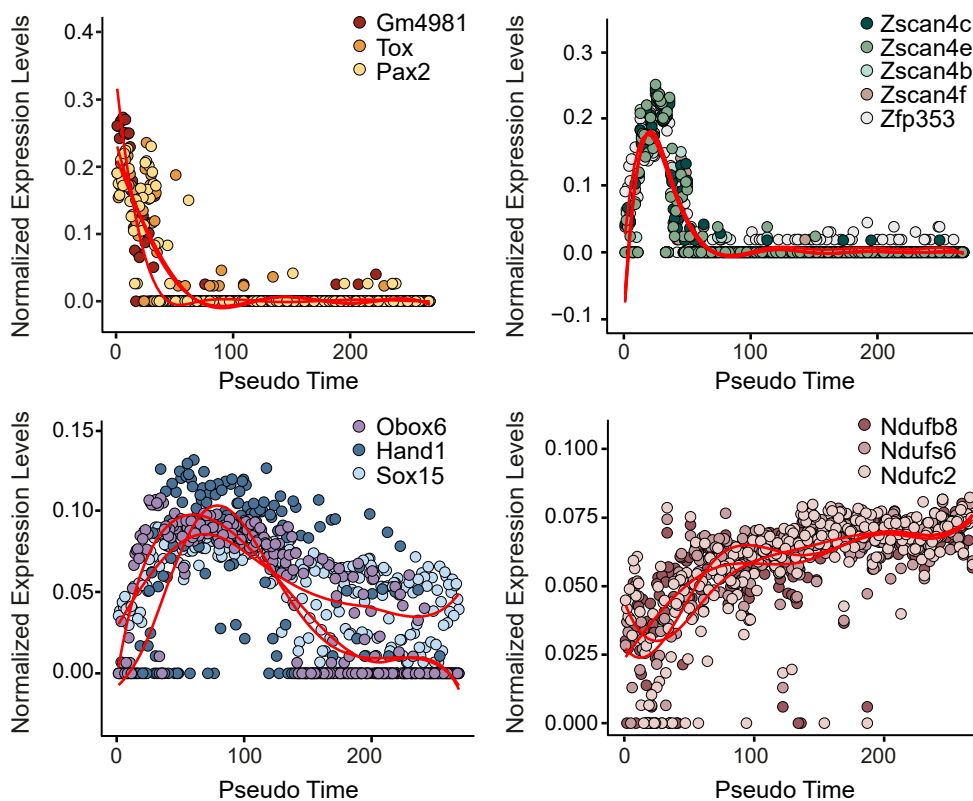 Normalized Expression Levels
0.4
0.3
0.2
0.1
0.0
0
100
200
Pseudo Time
Gm4981
Tox
Pax2
Normalized Expression Levels
0.3
0.2
0.1
0.0
−0.1
0
100
200
Pseudo Time
Zscan4c
Zscan4e
Zscan4b
Zscan4f
Zfp353
Normalized Expression Levels
0.15
0.10
0.05
0.00
0
100
200
Pseudo Time
Obox6
Hand1
Sox15
Normalized Expression Levels
0.100
0.075
0.050
0.025
0.000
0
100
200
Pseudo Time
Ndufb8
Ndufs6
Ndufc2